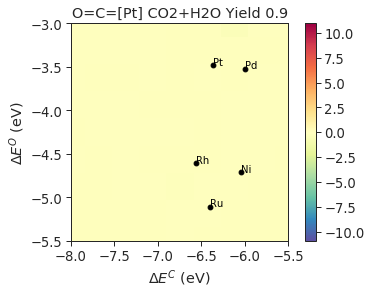 O=C=[Pt] CO2+H2O Yield 0.9
−3.0
−3.5
−4.0
−4.5
−5.0
−5.5
ΔE^O (eV)
Pt
Pd
Rh
Ni
Ru
−8.0 −7.5 −7.0 −6.5 −6.0 −5.5
ΔE^C (eV)
10.0
7.5
5.0
2.5
0.0
−2.5
−5.0
−7.5
−10.0